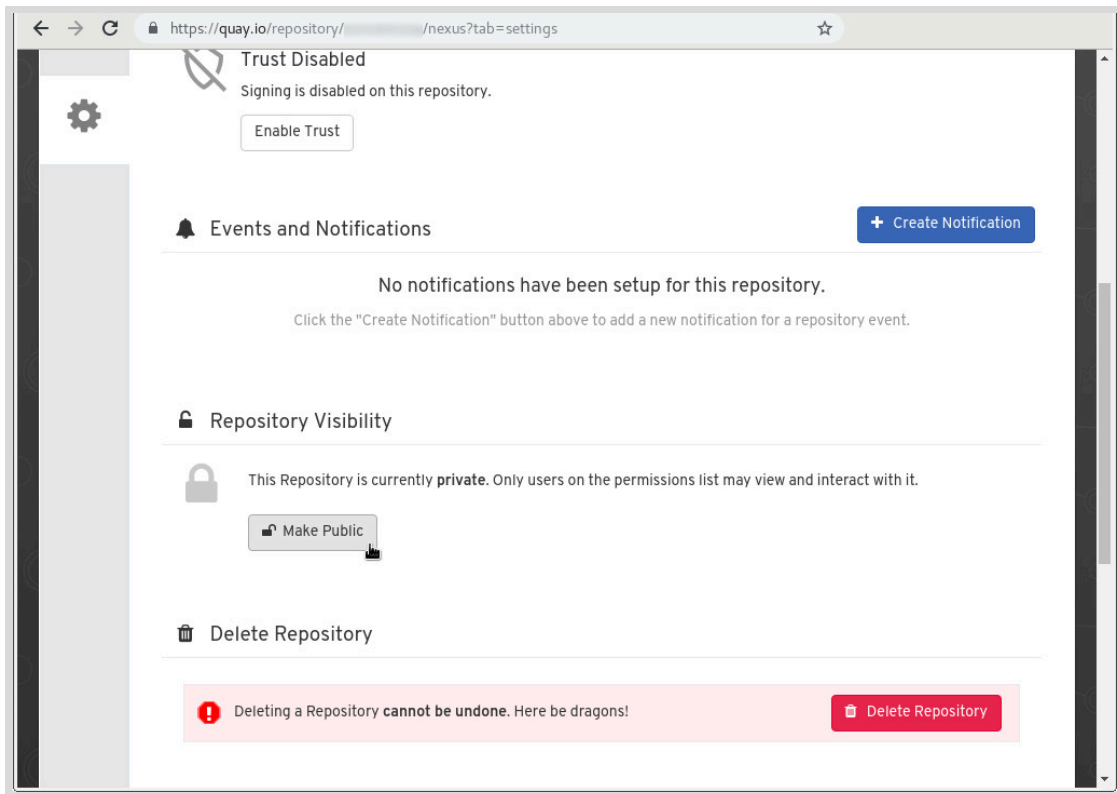 https://quay.io/repository/ /nexus?tab=settings
Trust Disabled
Signing is disabled on this repository.
Enable Trust
Events and Notifications
+ Create Notification
No notifications have been setup for this repository.
Click the "Create Notification" button above to add a new notification for a repository event.
Repository Visibility
This Repository is currently private. Only users on the permissions list may view and interact with it.
Make Public
Delete Repository
Deleting a Repository cannot be undone. Here be dragons!
Delete Repository